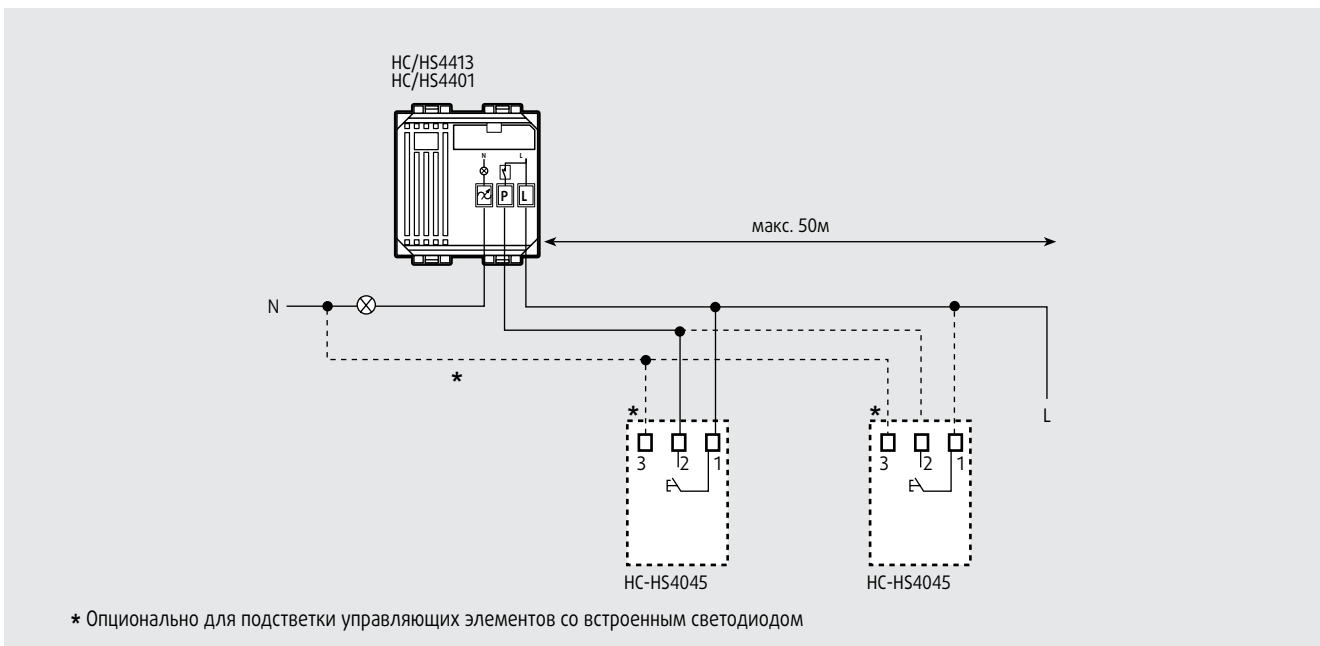 HC/HS4413
HC/HS4401
N L
P L
макс. 50м
N
*
L
* *
3 2 1 3 2 1
HC-HS4045 HC-HS4045
* Опционально для подстветки управляющих элементов со встроенным светодиодом